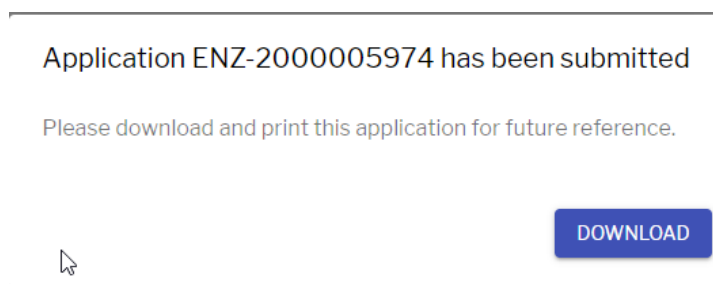 Application ENZ-2000005974 has been submitted
Please download and print this application for future reference.
DOWNLOAD